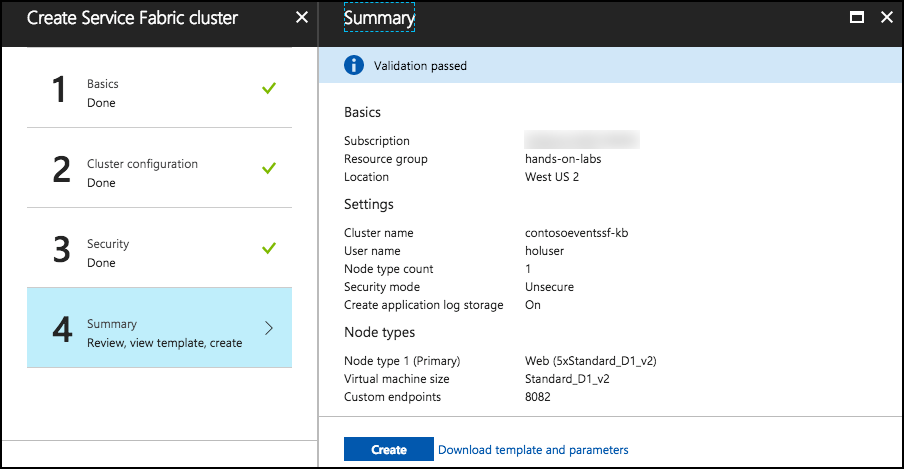 Create Service Fabric cluster
1
Basics
Done
2
Cluster configuration
Done
3
Security
Done
4
Summary
Review, view template, create
Summary
Validation passed
Basics
Subscription
Resource group hands-on-labs
Location West US 2
Settings
Cluster name contosoeventssf-kb
User name holuser
Node type count 1
Security mode Unsecure
Create application log storage On
Node types
Node type 1 (Primary) Web (5xStandard_D1_v2)
Virtual machine size Standard_D1_v2
Custom endpoints 8082
Create Download template and parameters